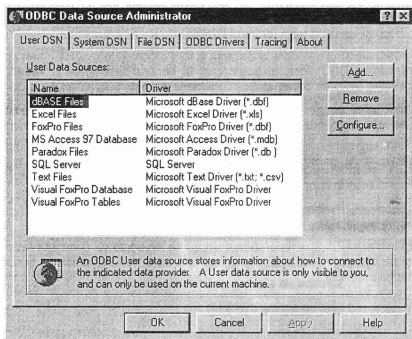 ODBC Data Source Administrator
User DSN System DSN File DSN ODBC Drivers Tracing About
User Data Sources:
Name Driver
dBASE Files Microsoft dBase Driver (*.dbf)
Excel Files Microsoft Excel Driver (*.xls)
FoxPro Files Microsoft FoxPro Driver (*.dbf)
MS Access 97 Database Microsoft Access Driver (*.mdb)
Paradox Files Microsoft Paradox Driver (*.db )
SQL Server SQL Server
Text Files Microsoft Text Driver (*.txt; *.csv)
Visual FoxPro Database Microsoft Visual FoxPro Driver
Visual FoxPro Tables Microsoft Visual FoxPro Driver
Add...
Remove
Configure...
An ODBC User data source stores information about how to connect to
the indicated data provider. A User data source is only visible to you,
and can only be used on the current machine.
OK Cancel Apply Help